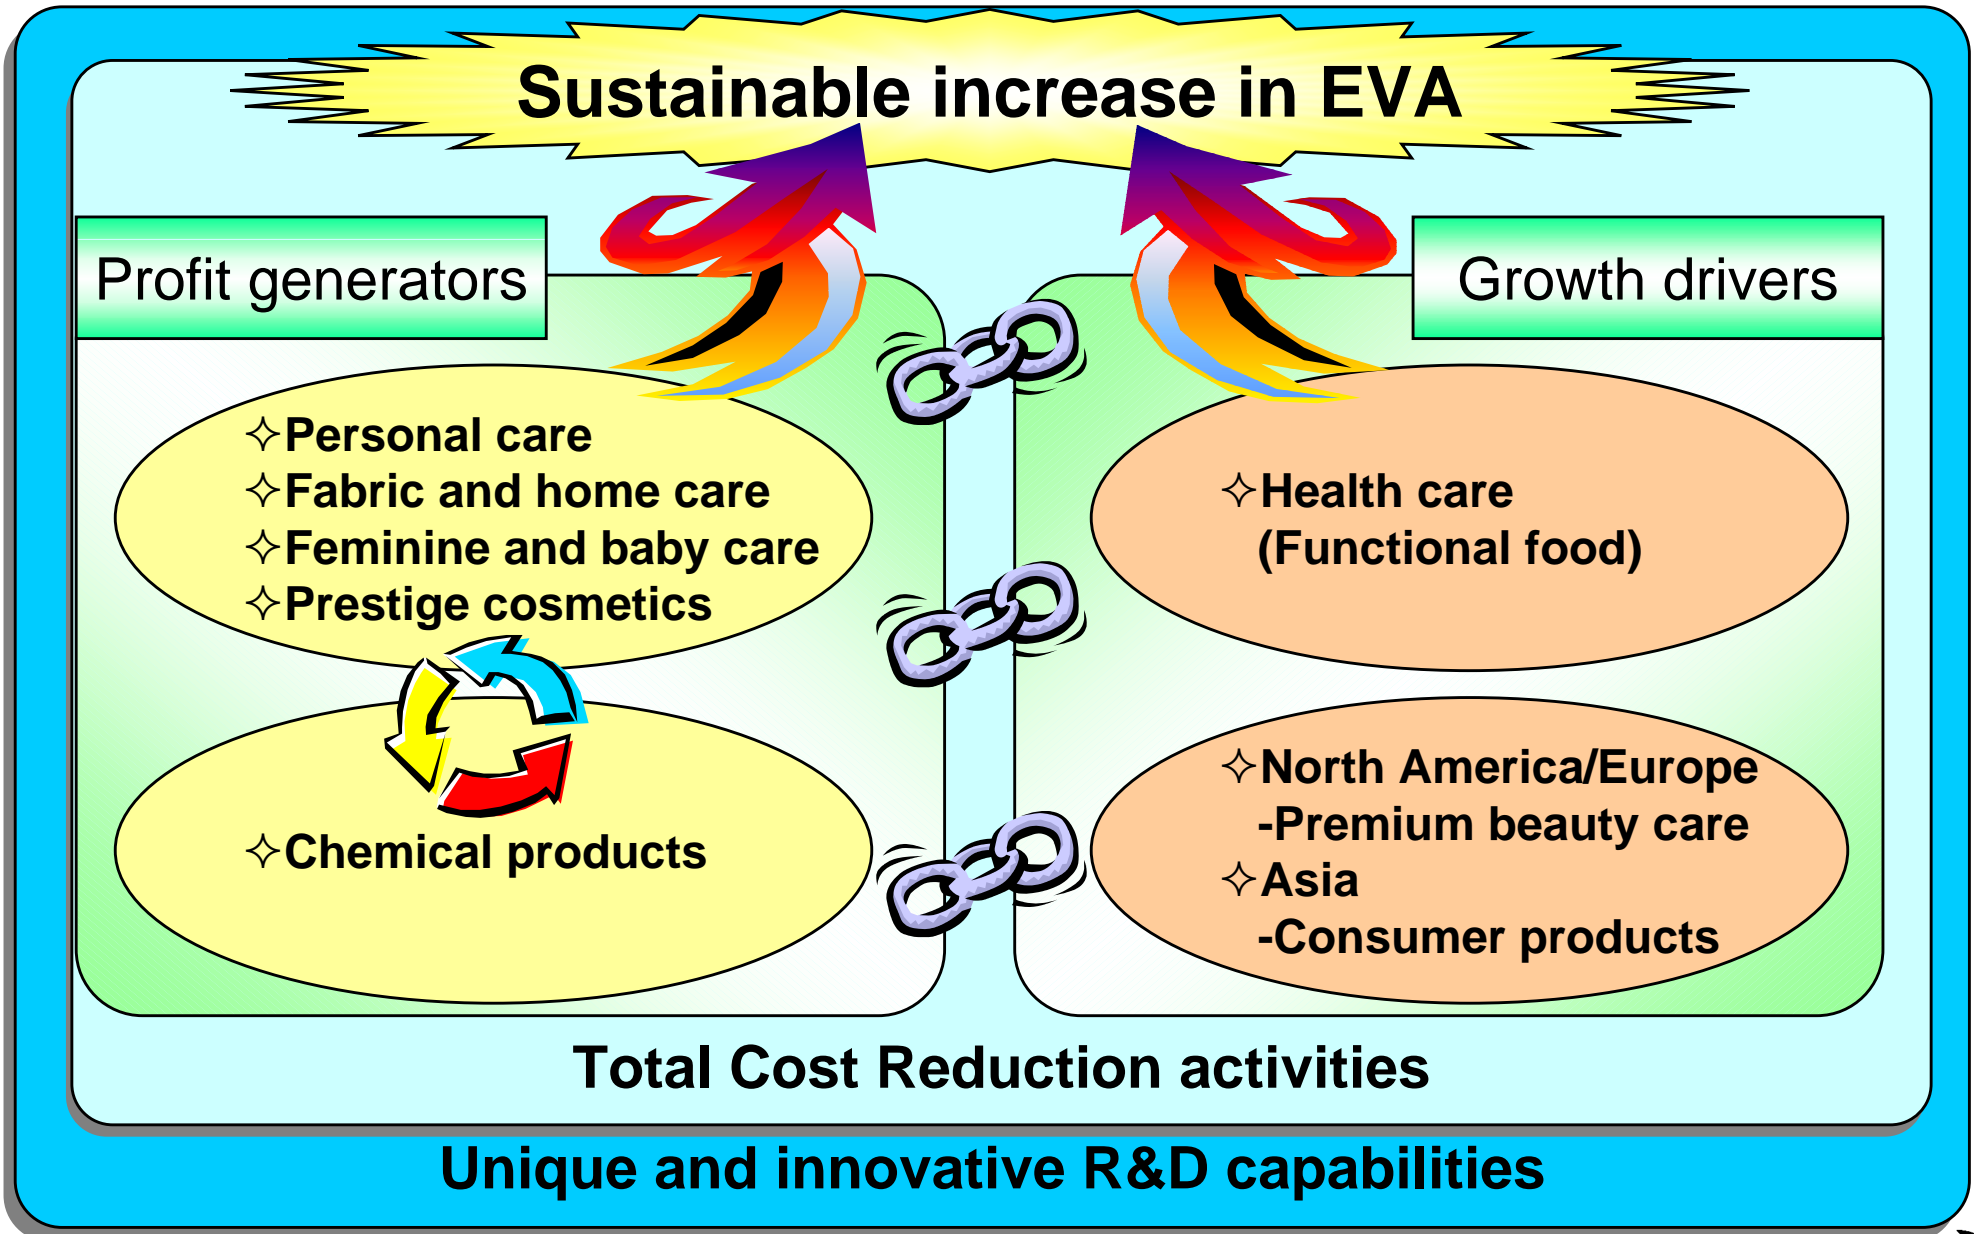 Sustainable increase in EVA
Profit generators
✧Personal care
✧Fabric and home care
✧Feminine and baby care
✧Prestige cosmetics
✧Chemical products
Growth drivers
✧Health care
(Functional food)
✧North America/Europe
-Premium beauty care
✧Asia
-Consumer products
Total Cost Reduction activities
Unique and innovative R&D capabilities